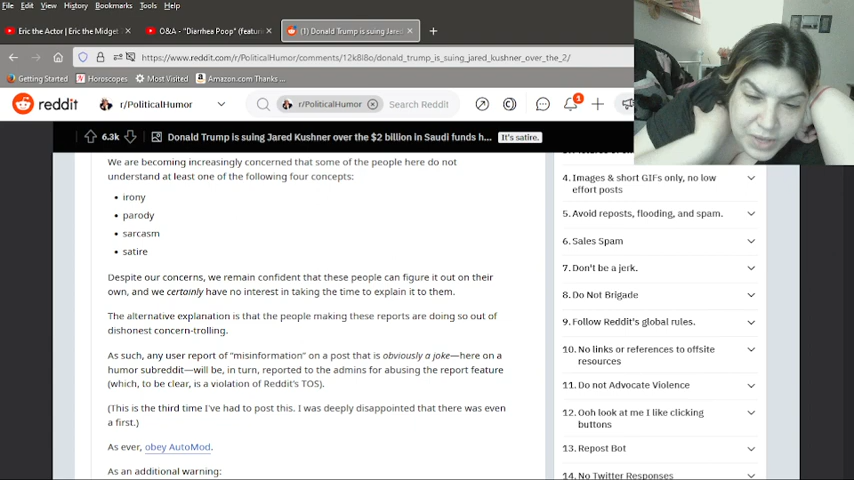 File Edit View History Bookmarks Tools Help
Eric the Actor | Eric the Midget
Q&A - "Diarrhea Poop" (featur
(1) Donald Trump is suing Jared
https://www.reddit.com/r/PoliticalHumor/comments/12k8l8o/donald_trump_is_suing_jared_kushner_over_the_2/
Getting Started Horoscopes Most Visited Amazon.com Thanks ...
reddit r/PoliticalHumor r/PoliticalHumor Search Reddit 1
6.3k Donald Trump is suing Jared Kushner over the $2 billion in Saudi funds h... It's satire.
We are becoming increasingly concerned that some of the people here do not
understand at least one of the following four concepts:
• irony
• parody
• sarcasm
• satire
Despite our concerns, we remain confident that these people can figure it out on their
own, and we certainly have no interest in taking the time to explain it to them.
The alternative explanation is that the people making these reports are doing so out of
dishonest concern-trolling.
As such, any user report of "misinformation" on a post that is obviously a joke—here on a
humor subreddit—will be, in turn, reported to the admins for abusing the report feature
(which, to be clear, is a violation of Reddit's TOS).
(This is the third time I've had to post this. I was deeply disappointed that there was even
a first.)
As ever, obey AutoMod.
As an additional warning:
4. Images & short GIFs only, no low
effort posts
5. Avoid reposts, flooding, and spam.
6. Sales Spam
7. Don't be a jerk.
8. Do Not Brigade
9. Follow Reddit's global rules.
10. No links or references to offsite
resources
11. Do not Advocate Violence
12. Ooh look at me I like clicking
buttons
13. Repost Bot
14. No Twitter Responses